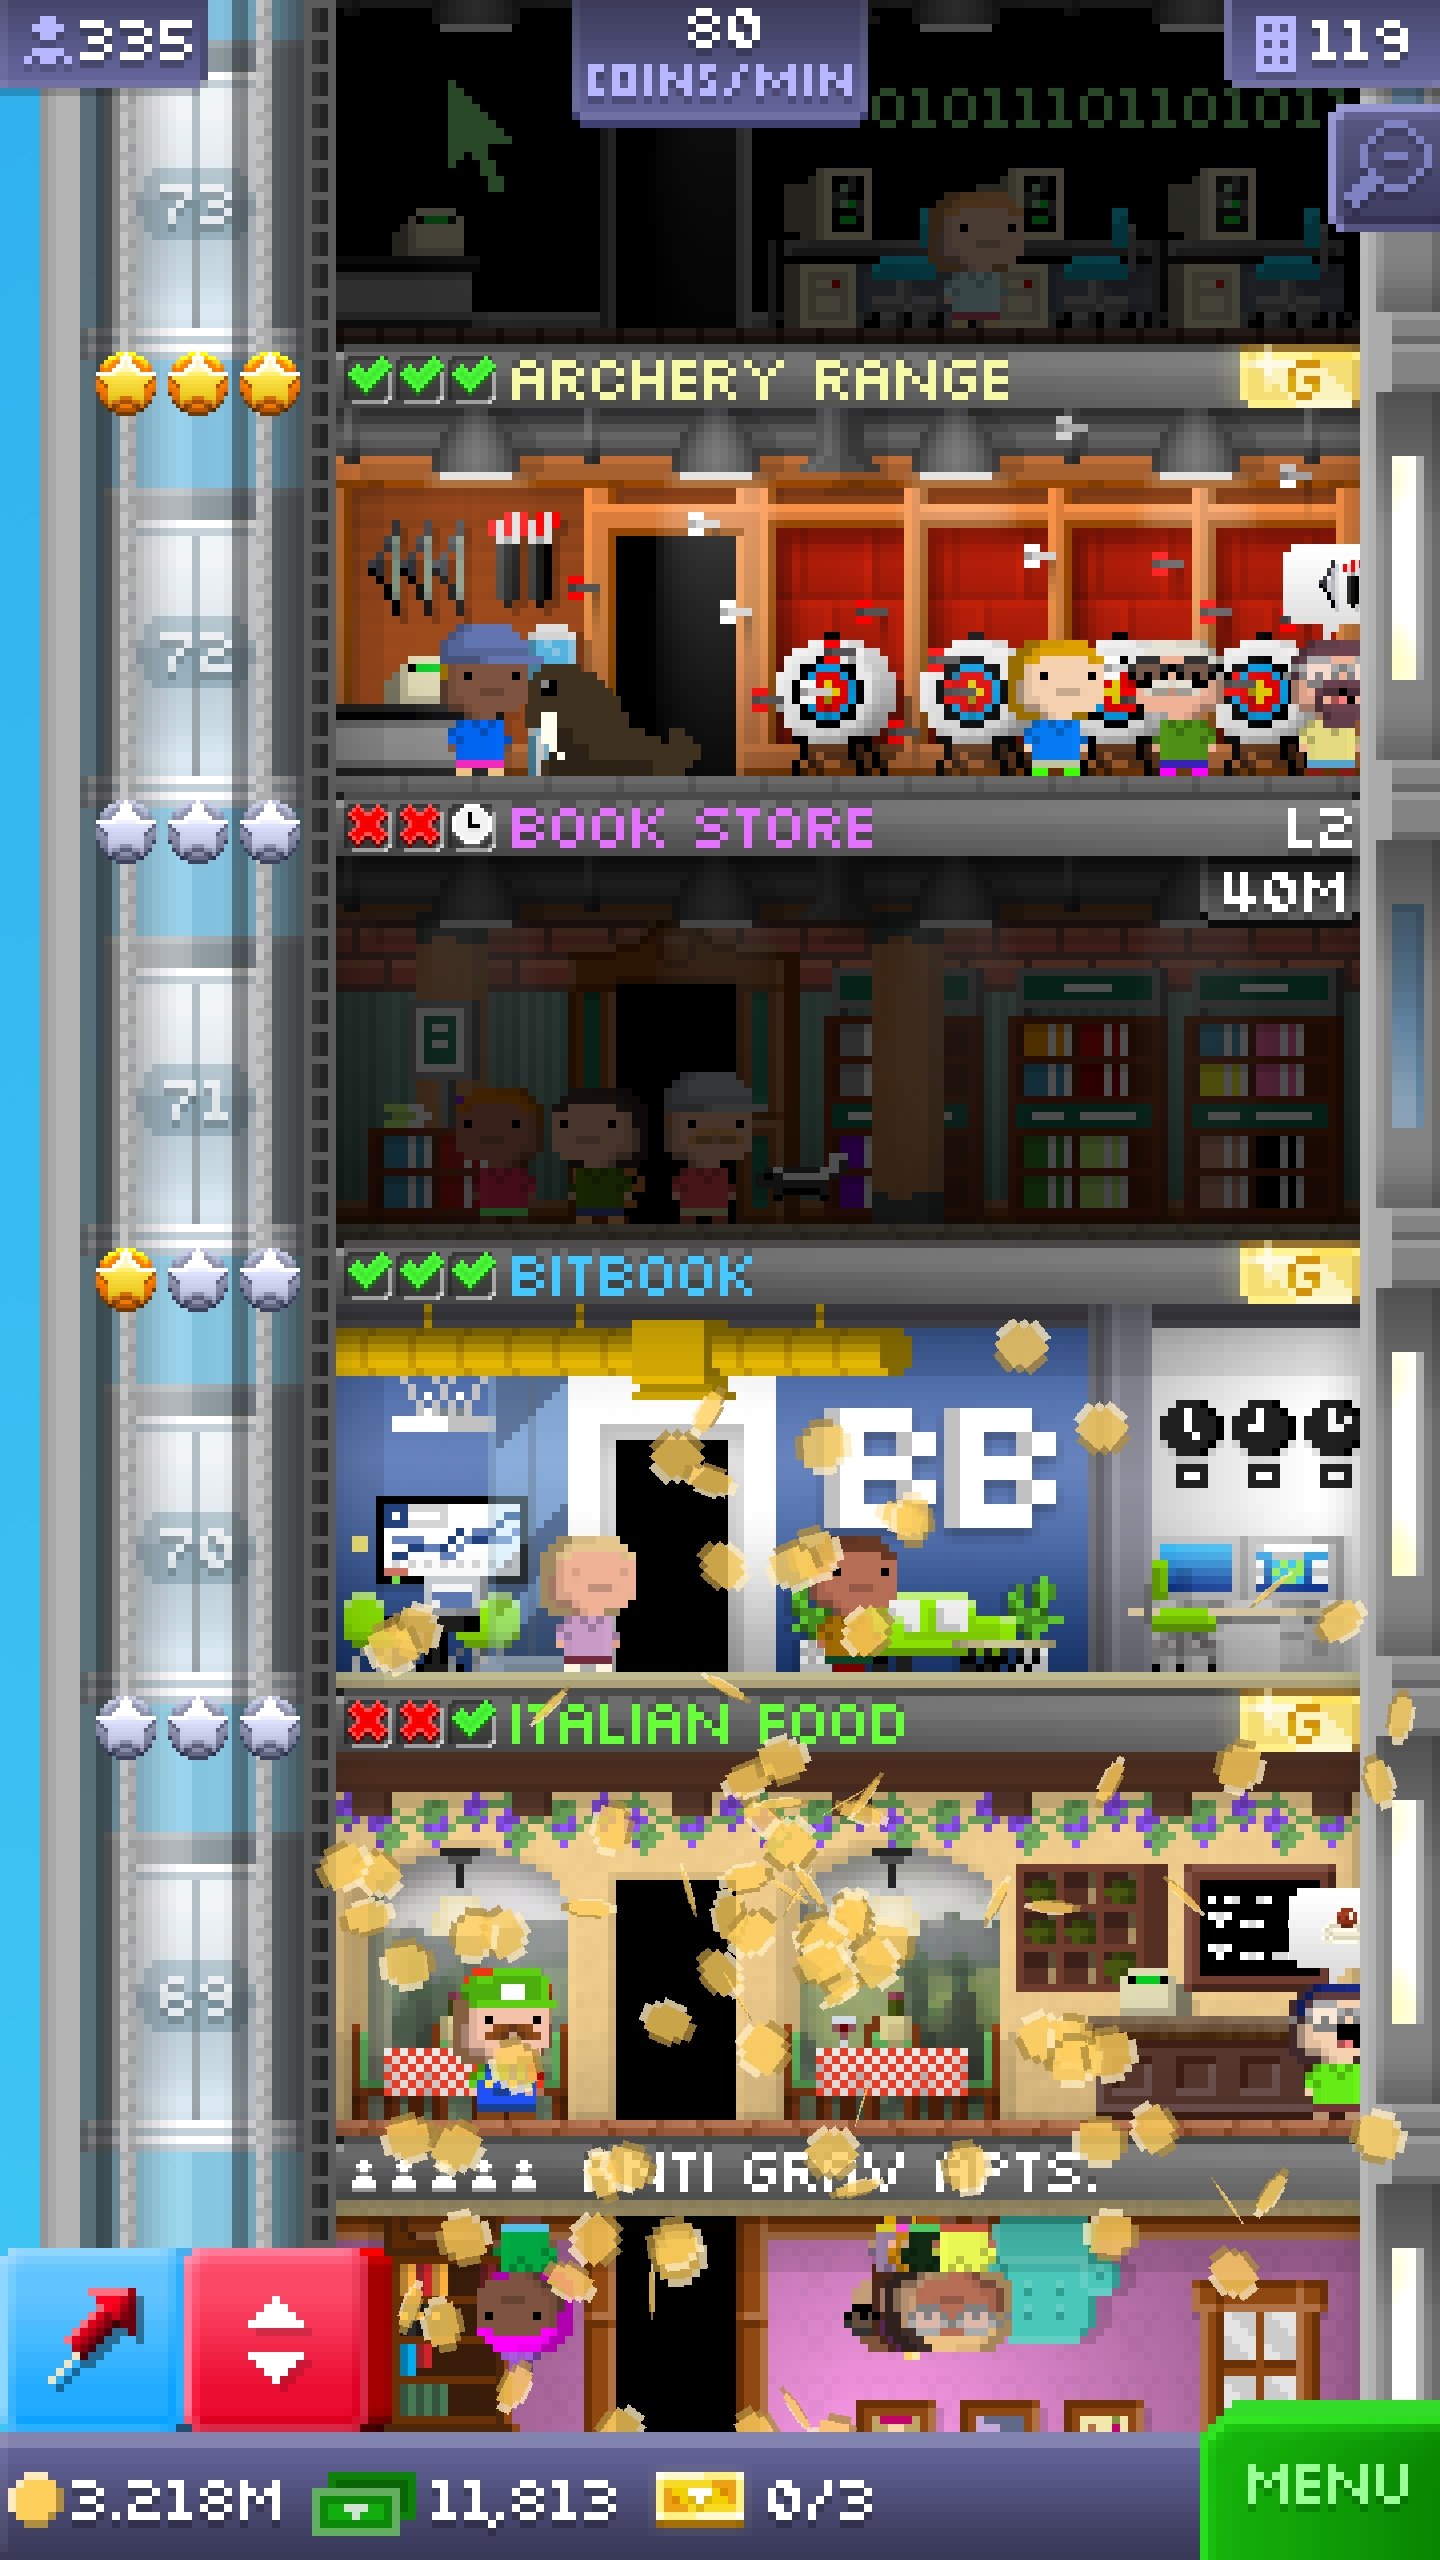 335
80
COINS/MIN
119
0101110110101
73
ARCHERY RANGE
G
72
BOOK STORE
L2
40M
71
BITBOOK
G
BB
70
ITALIAN FOOD
G
69
ANTI GRAV APTS.
3.218M
11,813
0/3
MENU